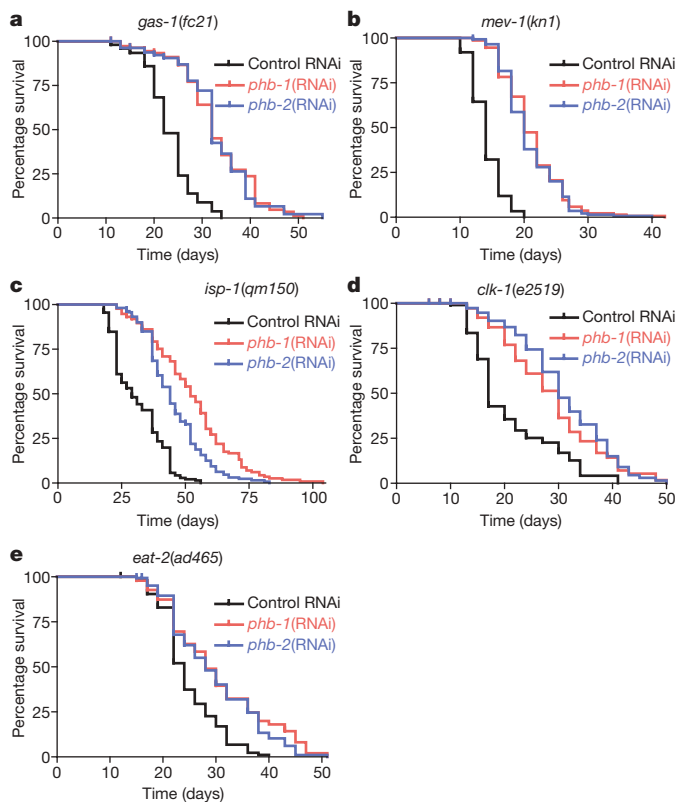 a
gas-1(fc21)
100
75
50
25
0
Percentage survival
Control RNAi
phb-1(RNAi)
phb-2(RNAi)
0 10 20 30 40 50
Time (days)
b
mev-1(kn1)
100
75
50
25
0
Percentage survival
Control RNAi
phb-1(RNAi)
phb-2(RNAi)
0 10 20 30 40
Time (days)
c
isp-1(qm150)
100
75
50
25
0
Percentage survival
Control RNAi
phb-1(RNAi)
phb-2(RNAi)
0 25 50 75 100
Time (days)
d
clk-1(e2519)
100
75
50
25
0
Percentage survival
Control RNAi
phb-1(RNAi)
phb-2(RNAi)
0 10 20 30 40 50
Time (days)
e
eat-2(ad465)
100
75
50
25
0
Percentage survival
Control RNAi
phb-1(RNAi)
phb-2(RNAi)
0 10 20 30 40 50
Time (days)